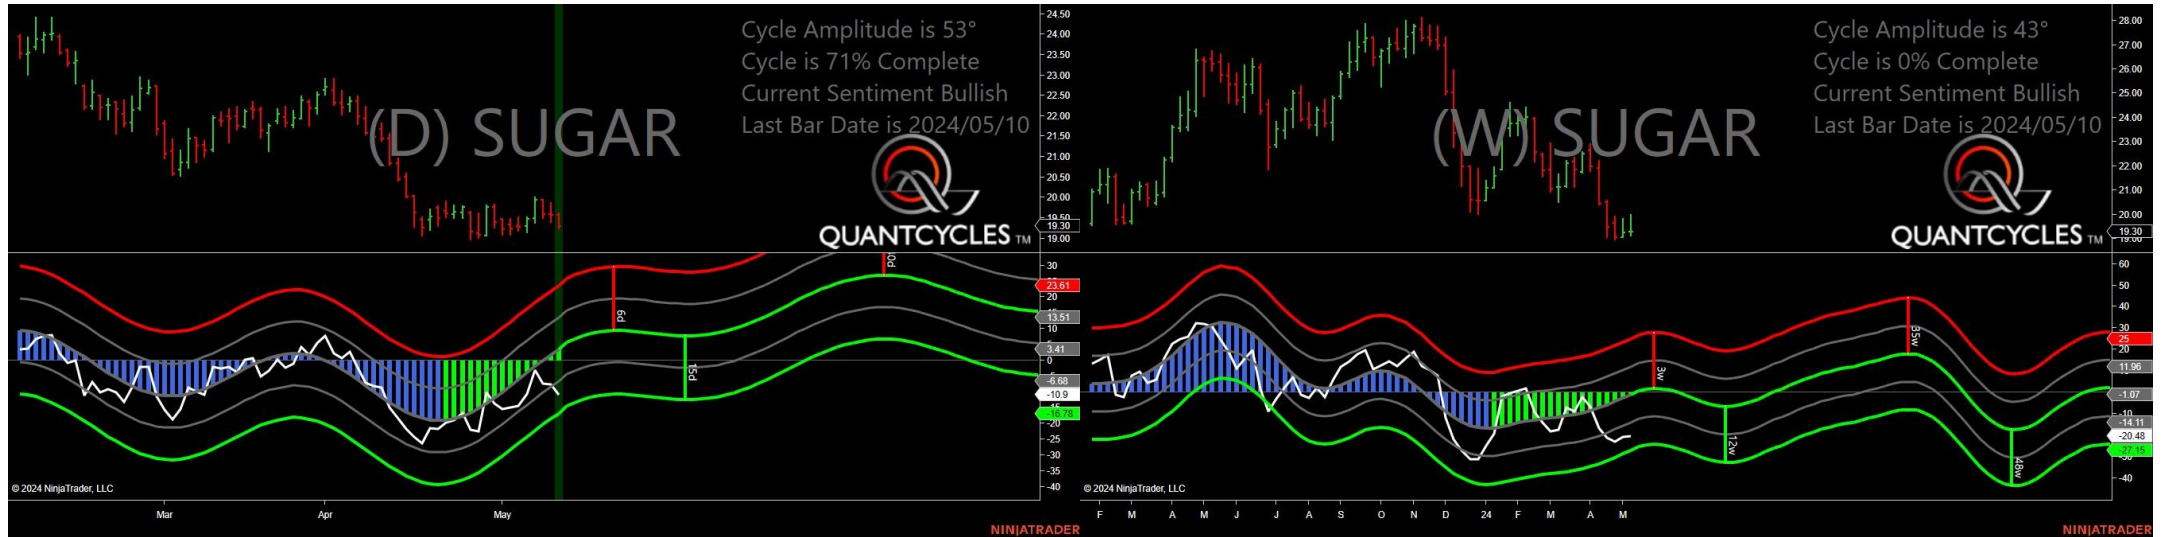 Cycle Amplitude is 53°
Cycle is 71% Complete
Current Sentiment Bullish
Last Bar Date is 2024/05/10
(D) SUGAR
QUANTCYCLES TM
24.50
24.00
23.50
23.00
22.50
22.00
21.50
21.00
20.50
20.00
19.50
19.30
19.00
30
23.61
20
13.51
10
3.41
0
-6.68
-10.9
-16.78
-20
-25
-30
-35
-40
6d
15d
10d
© 2024 NinjaTrader, LLC
Mar
Apr
May
NINJATRADER
Cycle Amplitude is 43°
Cycle is 0% Complete
Current Sentiment Bullish
Last Bar Date is 2024/05/10
(W) SUGAR
QUANTCYCLES TM
28.00
27.00
26.00
25.00
24.00
23.00
22.00
21.00
20.00
19.30
19.00
60
50
40
30
25
20
11.96
-1.07
-10
-14.11
-20.48
-27.15
-40
3w
12w
35w
48w
© 2024 NinjaTrader, LLC
F M A M J J A S O N D 24 F M A M
NINJATRADER